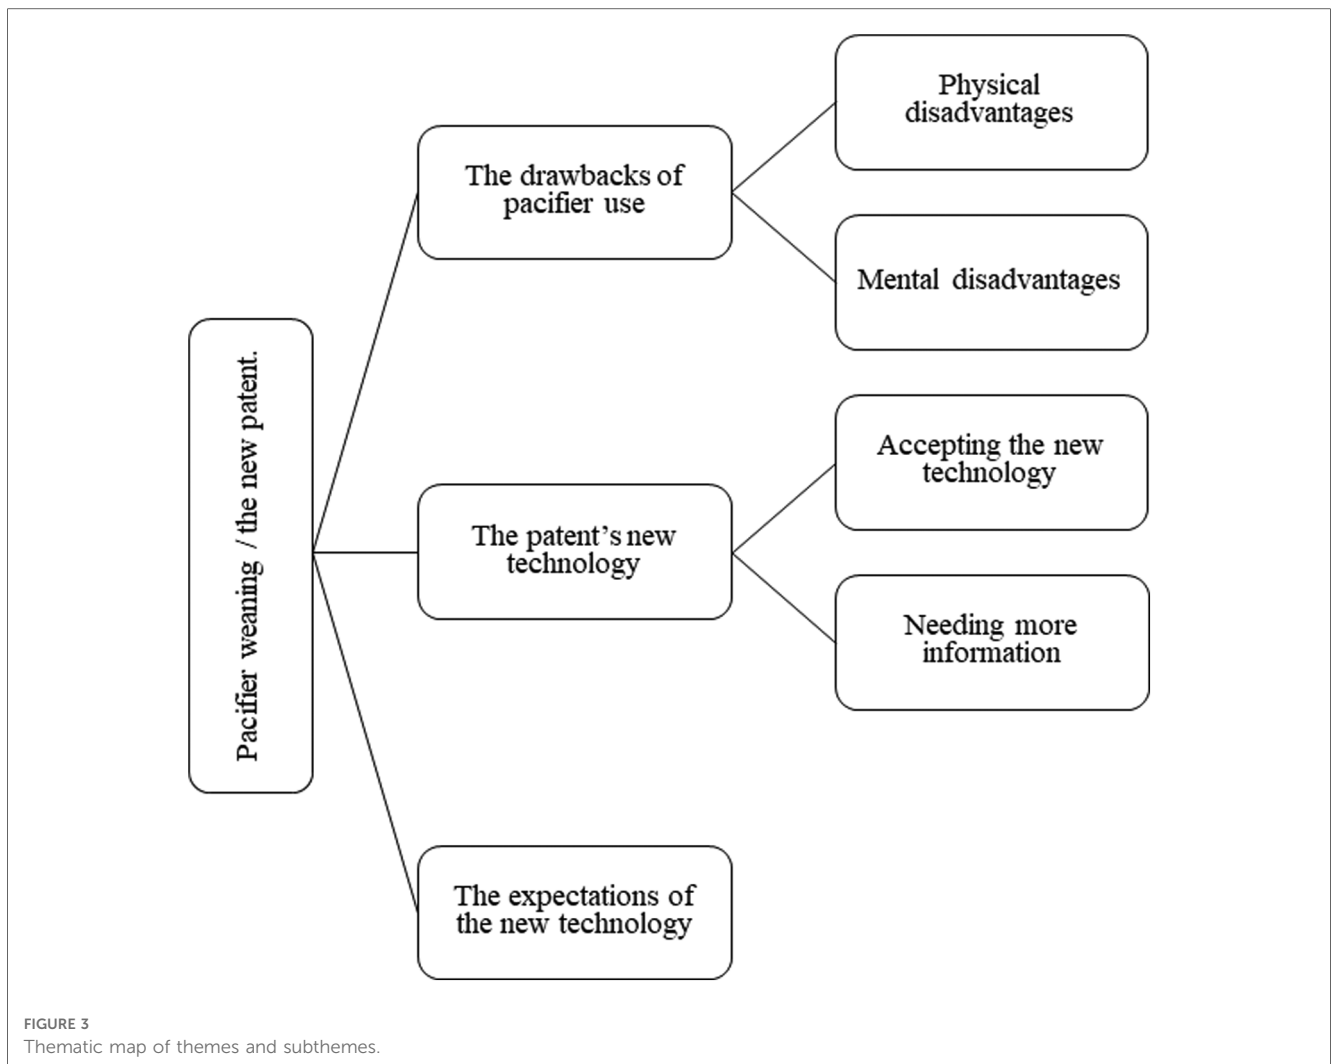 Pacifier weaning / the new patent.
The drawbacks of
pacifier use
Physical
disadvantages
Mental disadvantages
The patent’s new
technology
Accepting the new
technology
Needing more
information
The expectations of
the new technology
FIGURE 3
Thematic map of themes and subthemes.